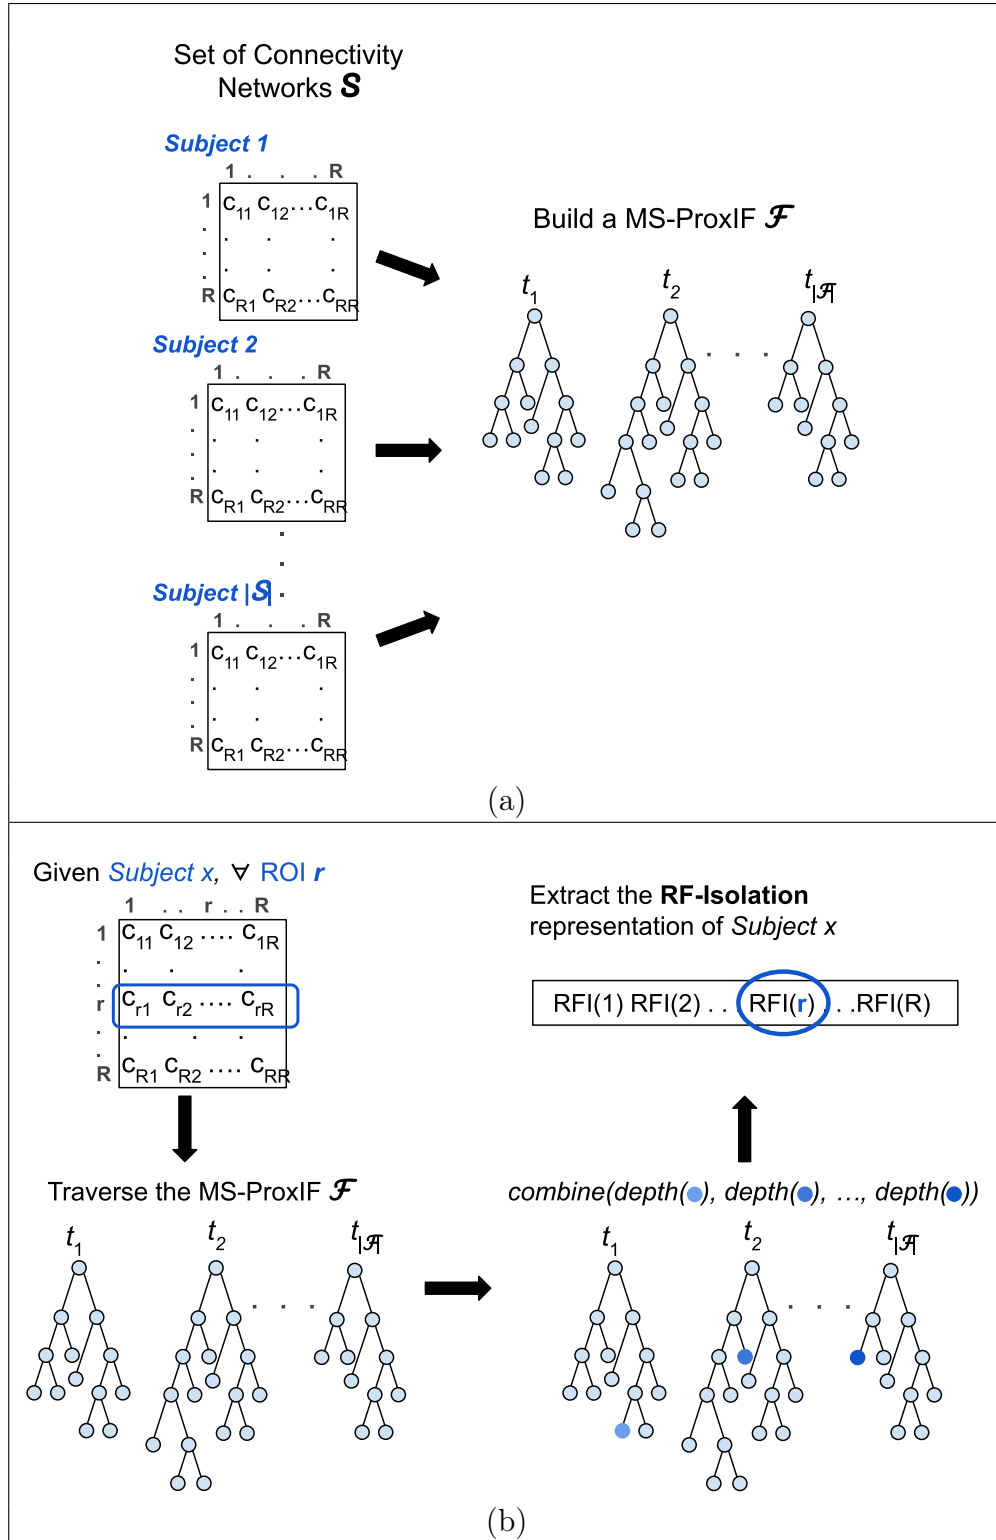 Set of Connectivity
Networks 𝓢
Subject 1
1 . . . R
1 c11 c12 ... c1R
. . . .
. . . .
.
R cR1 cR2 ... cRR
Subject 2
1 . . . R
1 c11 c12 ... c1R
. . . .
. . . .
.
R cR1 cR2 ... cRR
.
.
.
Subject |𝓢|
1 . . . R
1 c11 c12 ... c1R
. . . .
. . . .
.
R cR1 cR2 ... cRR
Build a MS-ProxIF 𝓕
t1 t2 . . . t|𝓕|
(a)
Given Subject x, ∀ ROI r
1 . . r . . R
1 c11 c12 .... c1R
. . . .
.
r cr1 cr2 .... crR
. . . .
.
R cR1 cR2 .... cRR
Traverse the MS-ProxIF 𝓕
t1 t2 . . . t|𝓕|
combine(depth(●), depth(●), ..., depth(●))
t1 t2 . . . t|𝓕|
Extract the RF-Isolation
representation of Subject x
RFI(1) RFI(2) . . . RFI(r) . . .RFI(R)
(b)